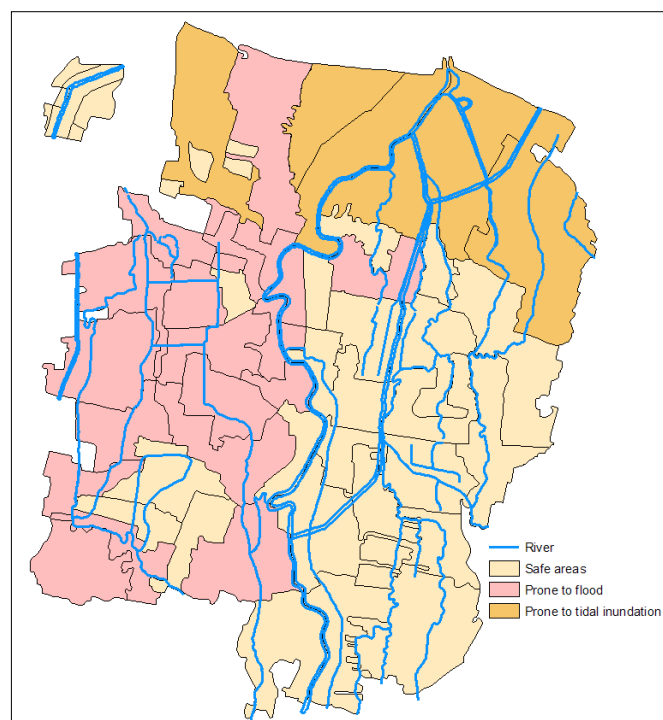 River
Safe areas
Prone to flood
Prone to tidal inundation